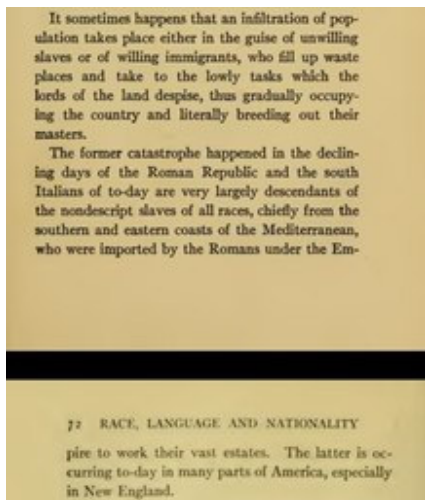 It sometimes happens that an infiltration of pop-
ulation takes place either in the guise of unwilling
slaves or of willing immigrants, who fill up waste
places and take to the lowly tasks which the
lords of the land despise, thus gradually occupy-
ing the country and literally breeding out their
masters.
The former catastrophe happened in the declin-
ing days of the Roman Republic and the south
Italians of to-day are very largely descendants of
the nondescript slaves of all races, chiefly from the
southern and eastern coasts of the Mediterranean,
who were imported by the Romans under the Em-
72 RACE, LANGUAGE AND NATIONALITY
pire to work their vast estates. The latter is oc-
curring to-day in many parts of America, especially
in New England.